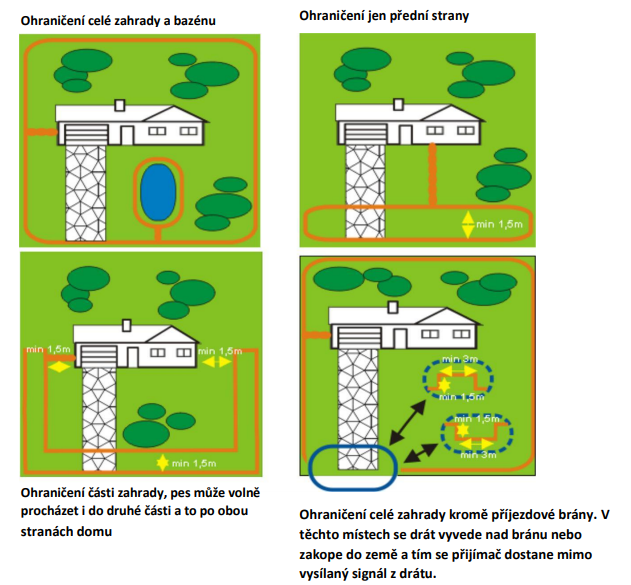 Ohraničení celé zahrady a bazénu
Ohraničení jen přední strany
min 1,5m
min 1,5m
min 1,5m
min 1,5m
min 3m
min 1,5m
min 1,5m
min 3m
Ohraničení části zahrady, pes může volně
procházet i do druhé části a to po obou
stranách domu
Ohraničení celé zahrady kromě příjezdové brány. V
těchto místech se drát vyvede nad bránu nebo
zakope do země a tím se přijímač dostane mimo
vysílaný signál z drátu.